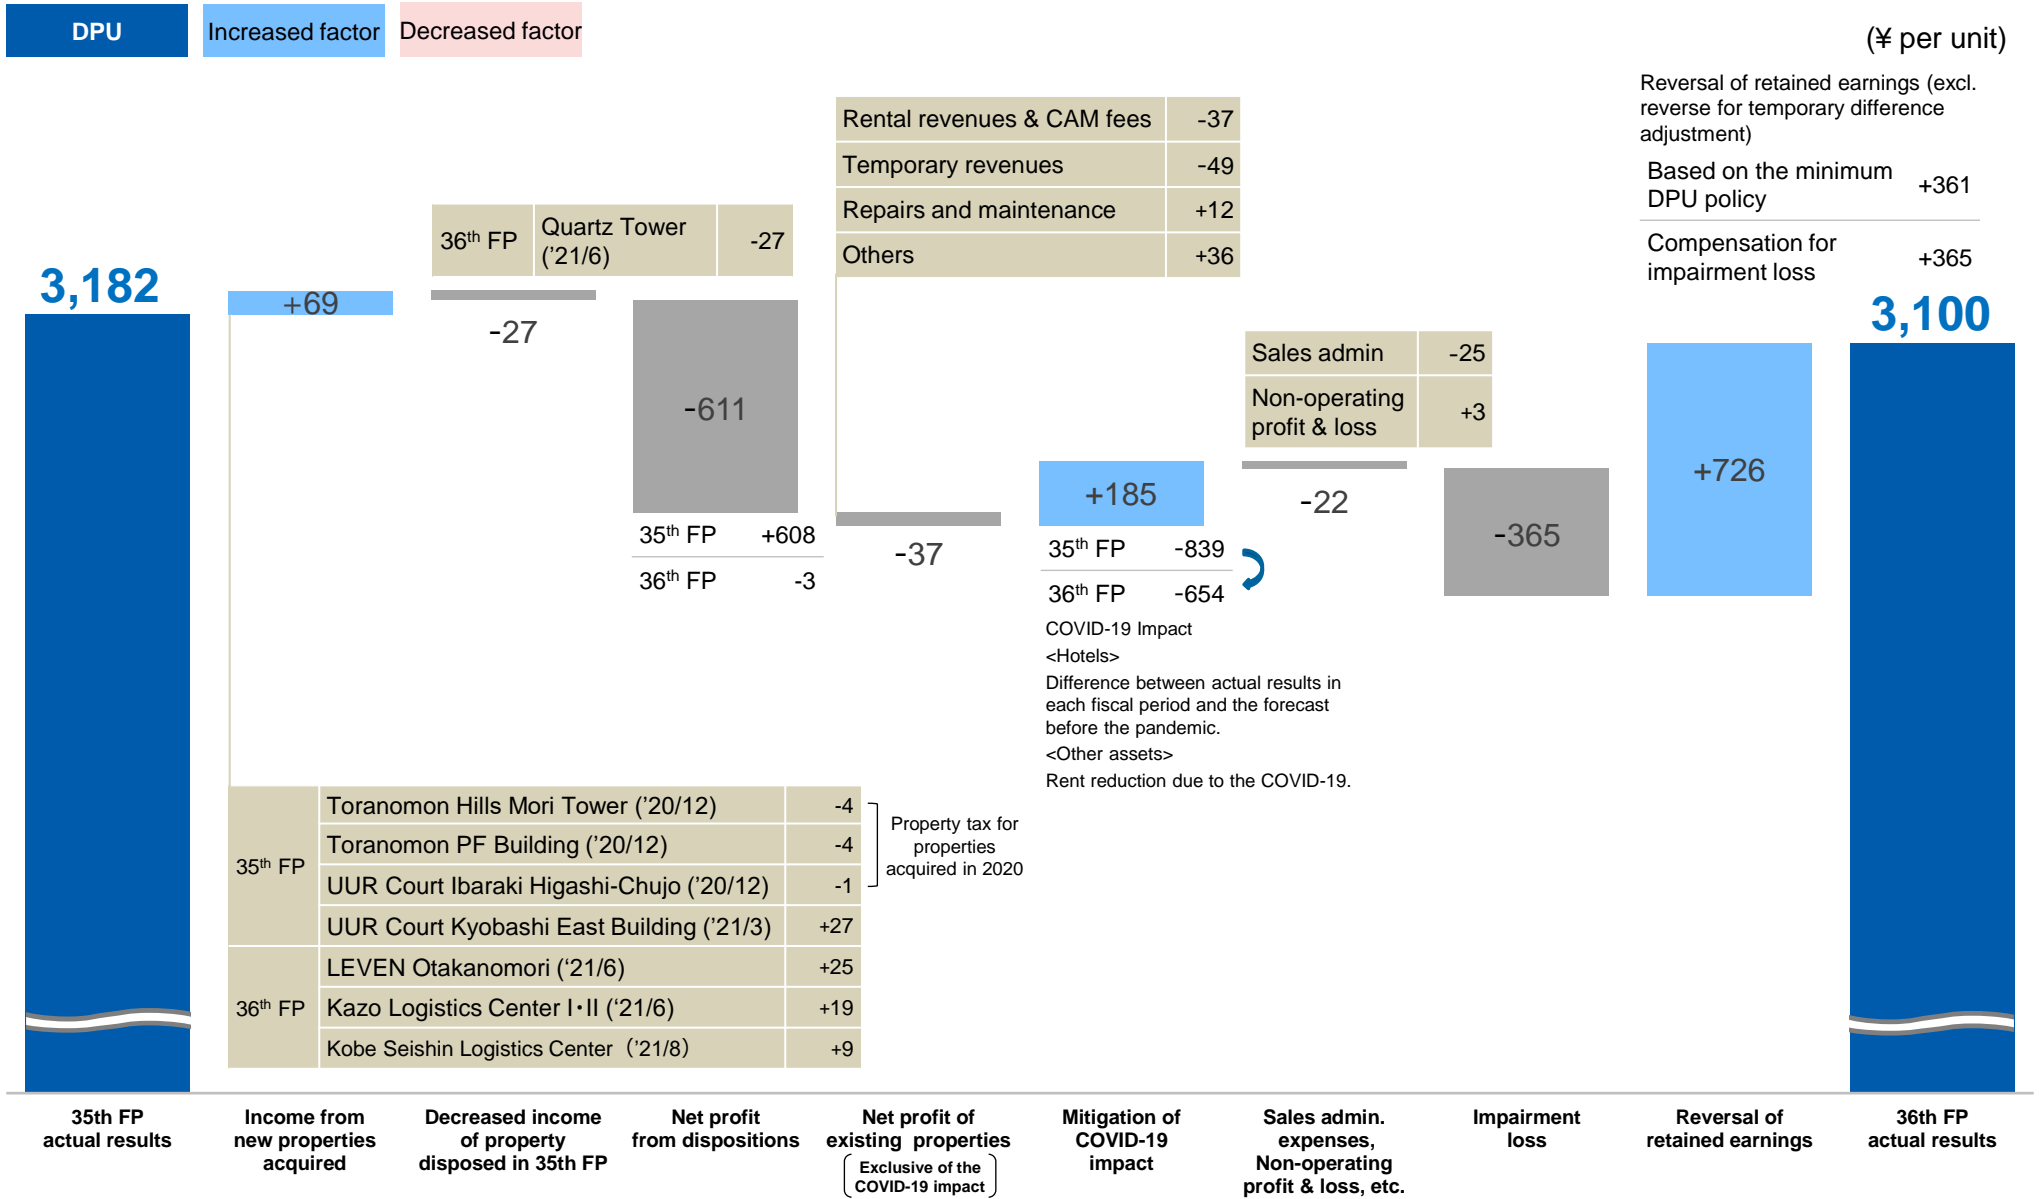 DPU
Increased factor
Decreased factor
(¥ per unit)
Reversal of retained earnings (excl.
reverse for temporary difference
adjustment)
Based on the minimum
DPU policy
+361
Compensation for
impairment loss
+365
Rental revenues & CAM fees -37
Temporary revenues -49
Repairs and maintenance +12
Others +36
36th FP
Quartz Tower
(’21/6)
-27
Sales admin -25
Non-operating
profit & loss
+3
3,182
+69
-27
-611
35th FP +608
36th FP -3
-37
+185
35th FP -839
36th FP -654
COVID-19 Impact
<Hotels>
Difference between actual results in
each fiscal period and the forecast
before the pandemic.
<Other assets>
Rent reduction due to the COVID-19.
-22
-365
+726
3,100
35th FP
Toranomon Hills Mori Tower (’20/12) -4
Toranomon PF Building (’20/12) -4
UUR Court Ibaraki Higashi-Chujo (’20/12) -1
UUR Court Kyobashi East Building (’21/3) +27
36th FP
LEVEN Otakanomori (‘21/6) +25
Kazo Logistics Center I・II (‘21/6) +19
Kobe Seishin Logistics Center（’21/8） +9
Property tax for
properties
acquired in 2020
35th FP
actual results
Income from
new properties
acquired
Decreased income
of property
disposed in 35th FP
Net profit
from dispositions
Net profit of
existing properties
Exclusive of the
COVID-19 impact
Mitigation of
COVID-19
impact
Sales admin.
expenses,
Non-operating
profit & loss, etc.
Impairment
loss
Reversal of
retained earnings
36th FP
actual results